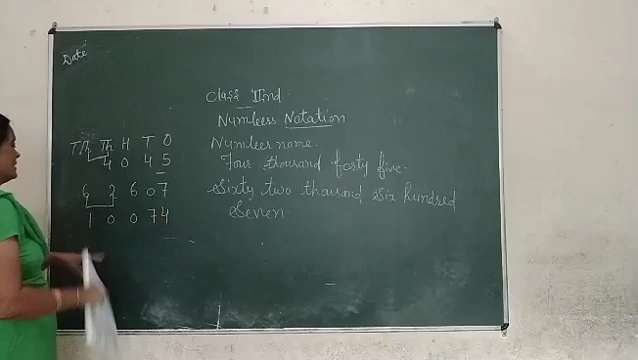 Date
Class IInd
Numbers Notation
TTh Th H T O Number name.
4 0 4 5 Four thousand forty five.
6 2 6 0 7 Sixty two thousand Six hundred
Seven
1 0 0 7 4